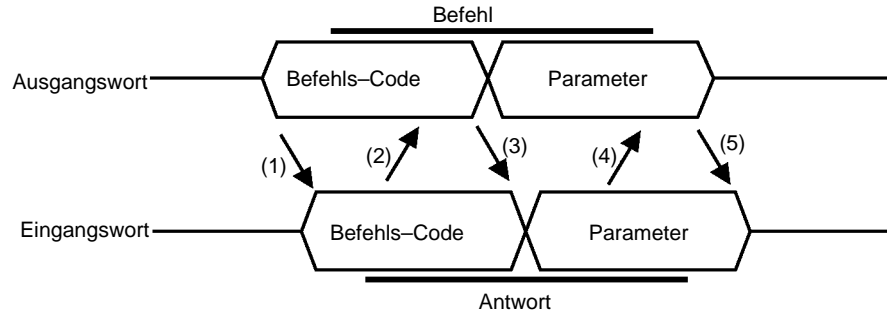 Befehl
Ausgangswort
Befehls–Code
Parameter
(1)
(2)
(3)
(4)
(5)
Eingangswort
Befehls–Code
Parameter
Antwort